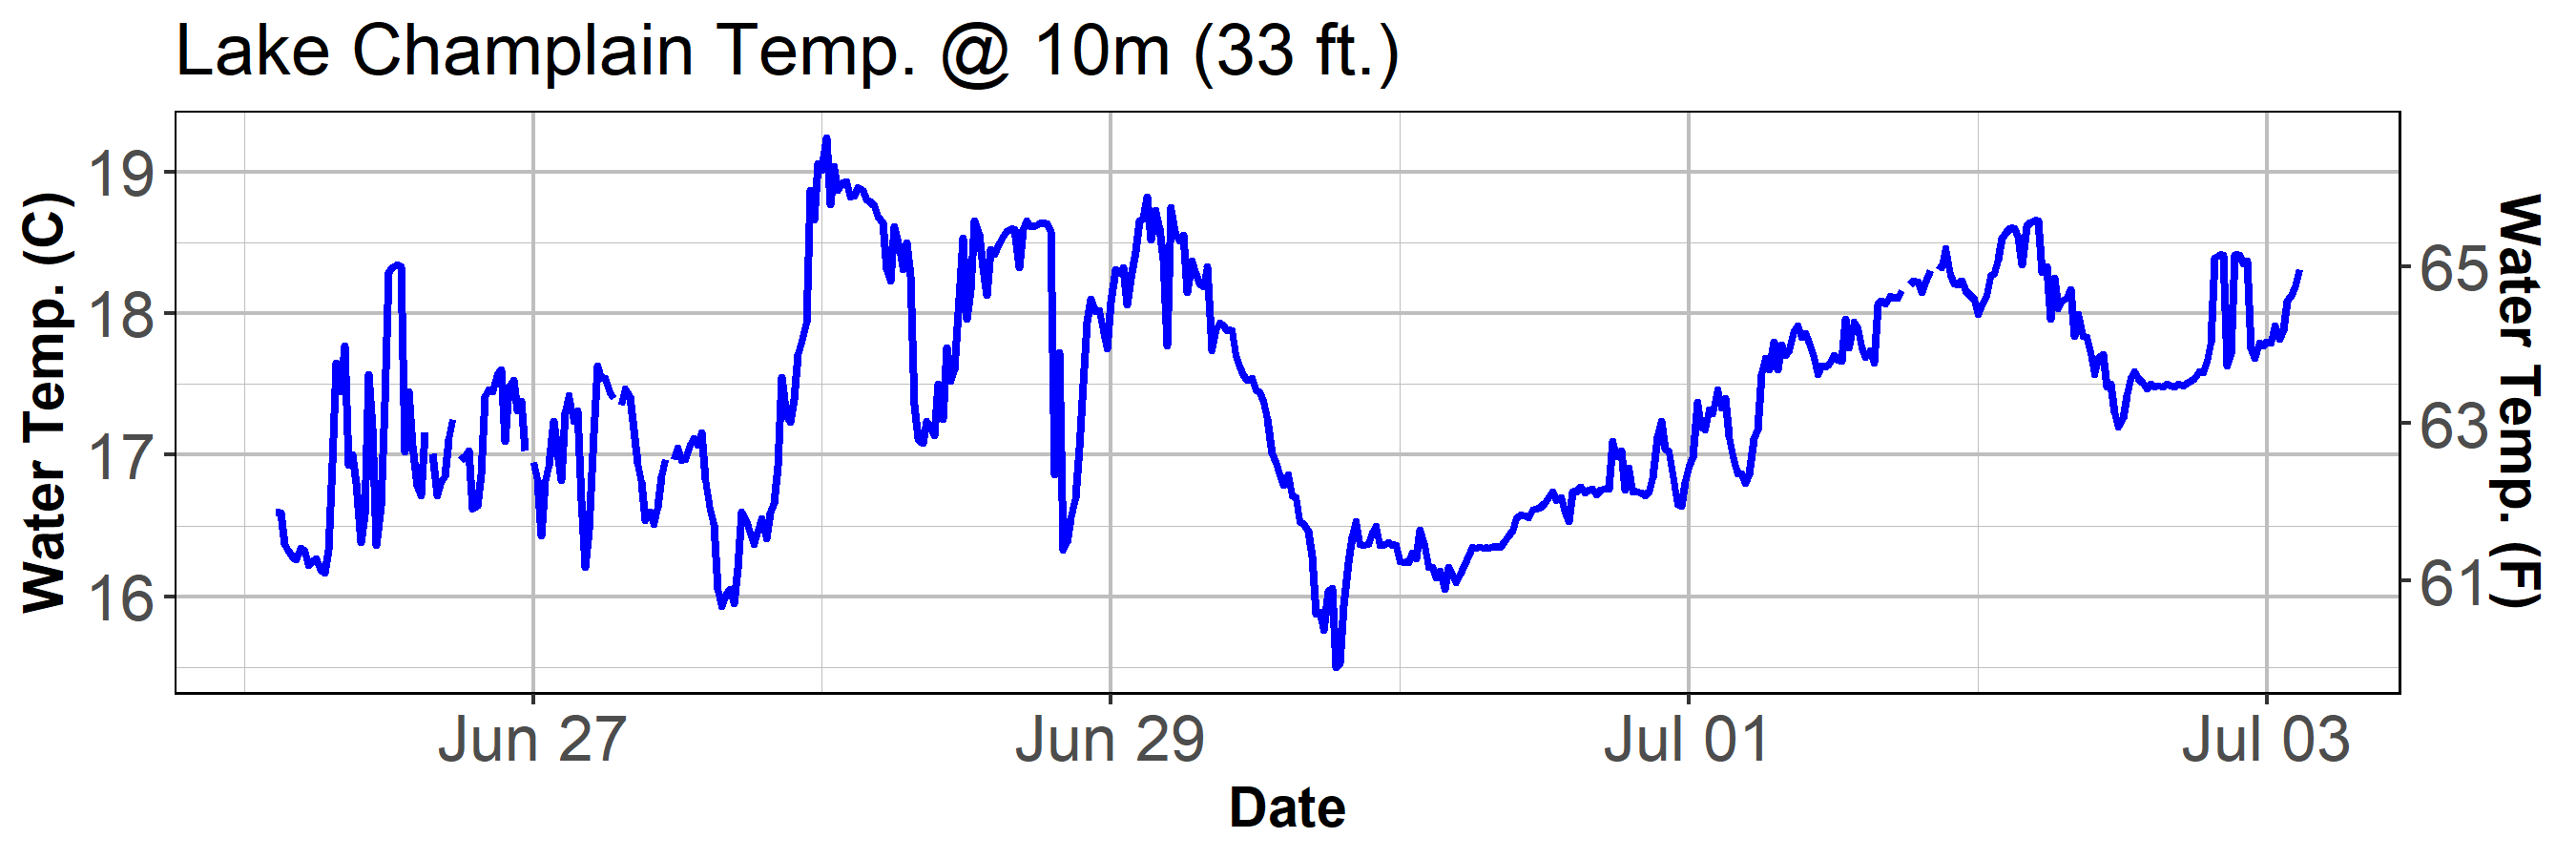 Lake Champlain Temp. @ 10m (33 ft.)
Water Temp. (C)
19
18
17
16
65
63
61
Water Temp. (F)
Jun 27 Jun 29 Jul 01 Jul 03
Date